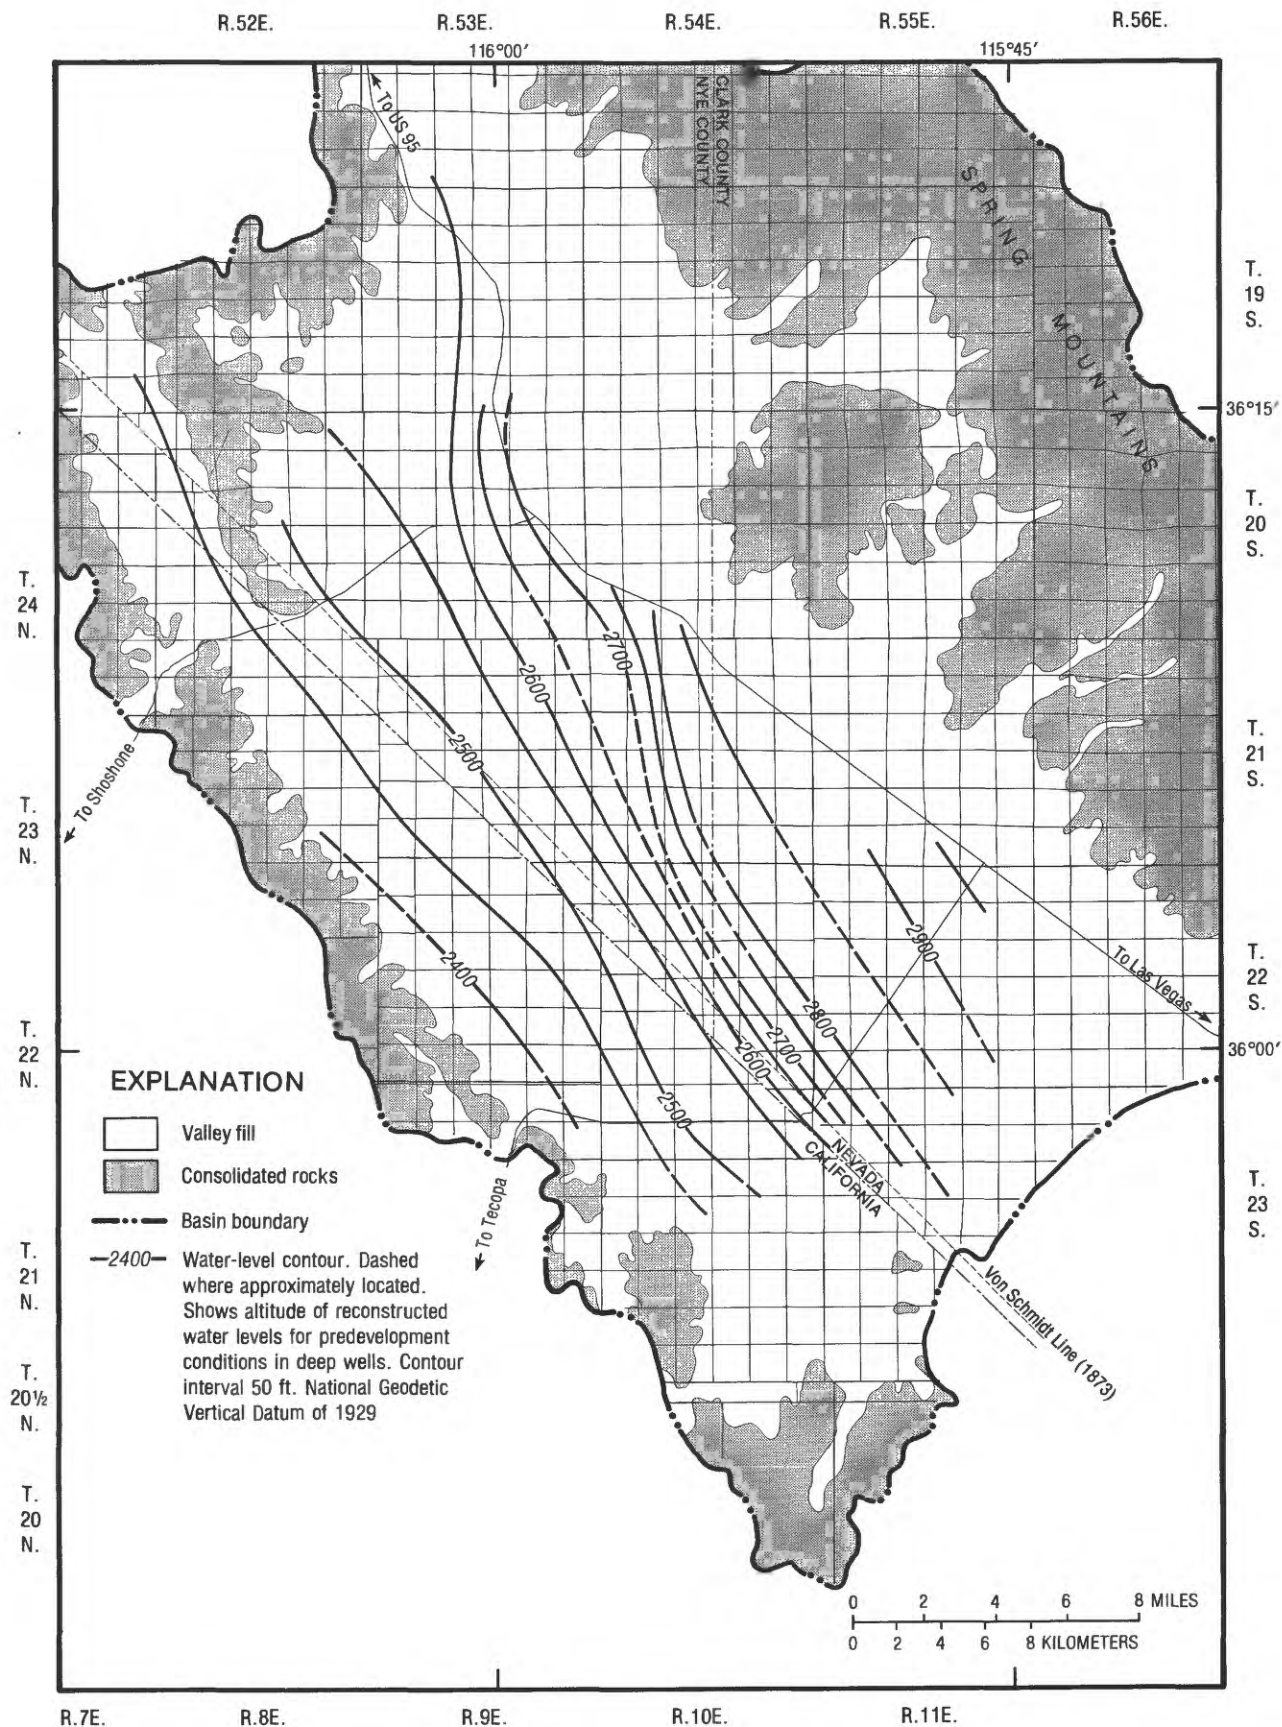 R.52E.
R.53E.
R.54E.
R.55E.
R.56E.
116°00′
115°45′
To US 95
CLARK COUNTY
NYE COUNTY
SPRING
MOUNTAINS
T.
19
S.
36°15′
T.
20
S.
T.
24
N.
2700
2600
2500
T.
21
S.
To Shoshone
T.
23
N.
2900
2400
To Las Vegas
T.
22
S.
2800
2700
2600
36°00′
T.
22
N.
2500
NEVADA
CALIFORNIA
EXPLANATION
Valley fill
Consolidated rocks
Basin boundary
2400 Water-level contour. Dashed
where approximately located.
Shows altitude of reconstructed
water levels for predevelopment
conditions in deep wells. Contour
interval 50 ft. National Geodetic
Vertical Datum of 1929
To Tecopa
T.
23
S.
T.
21
N.
Von Schmidt Line (1873)
T.
20½
N.
T.
20
N.
0 2 4 6 8 MILES
0 2 4 6 8 KILOMETERS
R.7E.
R.8E.
R.9E.
R.10E.
R.11E.